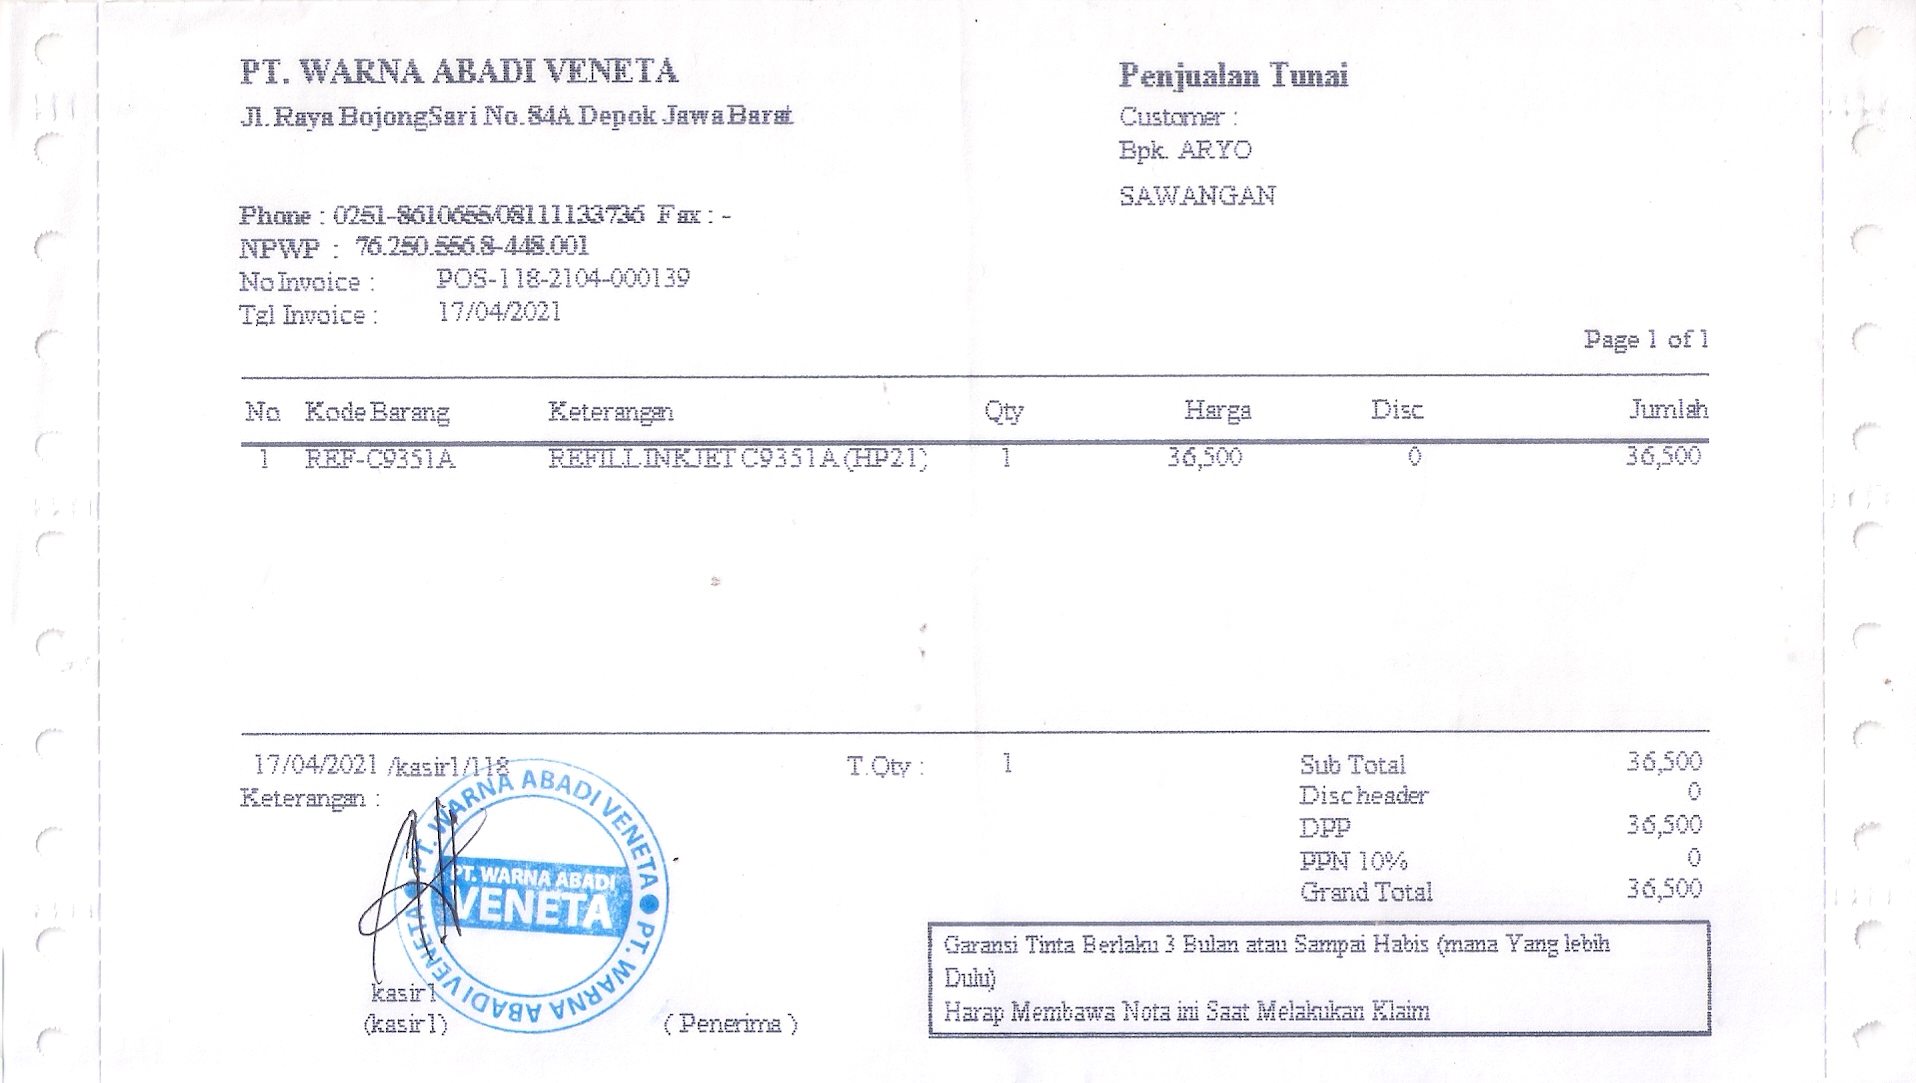 PT. WARNA ABADI VENETA
Jl. Raya BojongSari No. 84A Depok Jawa Barat
Phone : 0251-8610655/08111133736 Fax : -
NPWP : 76.250.556.8-448.001
No Invoice : POS-118-2104-000139
Tgl Invoice : 17/04/2021
Penjualan Tunai
Customer :
Bpk. ARYO
SAWANGAN
Page 1 of 1
No Kode Barang Keterangan Qty Harga Disc Jumlah
1 REF-C9351A REFILL INKJET C9351A (HP21) 1 36,500 0 36,500
17/04/2021 /kasir1/118 T.Qty : 1 Sub Total 36,500
Keterangan : Disc header 0
DPP 36,500
PPN 10% 0
Grand Total 36,500
PT. WARNA ABADI VENETA PT. WARNA ABADI VENETA
PT. WARNA ABADI
VENETA
kasir1
(kasir1) ( Penerima )
Garansi Tinta Berlaku 3 Bulan atau Sampai Habis (mana Yang lebih
Dulu)
Harap Membawa Nota ini Saat Melakukan Klaim